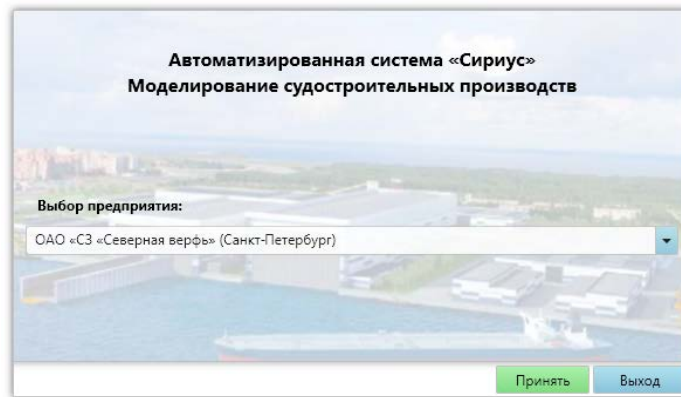 Автоматизированная система «Сириус»
Моделирование судостроительных производств
Выбор предприятия:
ОАО «СЗ «Северная верфь» (Санкт-Петербург)
Принять
Выход